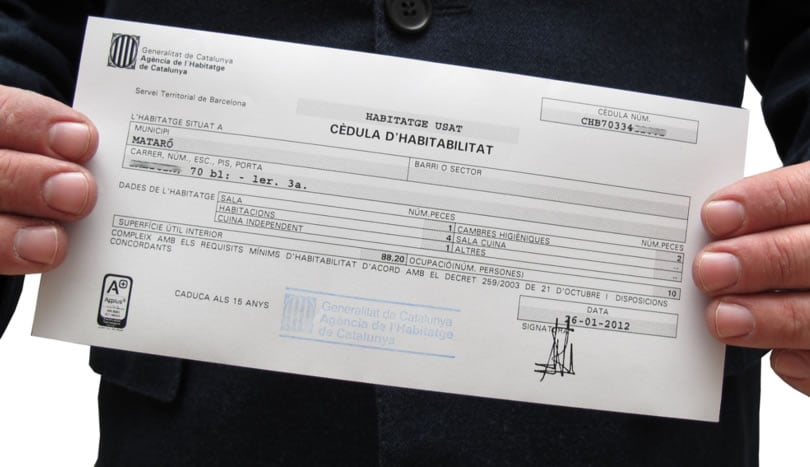 Generalitat de Catalunya
Agència de l'Habitatge
de Catalunya
Servei Territorial de Barcelona
HABITATGE USAT
CÈDULA D'HABITABILITAT
CÈDULA NÚM.
CHB70334
L'HABITATGE SITUAT A
MUNICIPI
MATARÓ
BARRI O SECTOR
CARRER, NÚM., ESC., PIS, PORTA
70 bl: - 1er. 3a.
DADES DE L'HABITATGE
NÚM.PECES
NÚM.PECES
SALA 1 CAMBRES HIGIÈNIQUES 2
HABITACIONS 4 SALA CUINA ..
CUINA INDEPENDENT 1 ALTRES ..
SUPERFÍCIE ÚTIL INTERIOR 88.20 OCUPACIÓ(NÚM. PERSONES) 10
COMPLEIX AMB ELS REQUISITS MÍNIMS D'HABITABILITAT D'ACORD AMB EL DECRET 259/2003 DE 21 D'OCTUBRE I DISPOSICIONS
CONCORDANTS
A+
Applus+
CADUCA ALS 15 ANYS
Generalitat de Catalunya
Agència de l'Habitatge
de Catalunya
DATA
26-01-2012